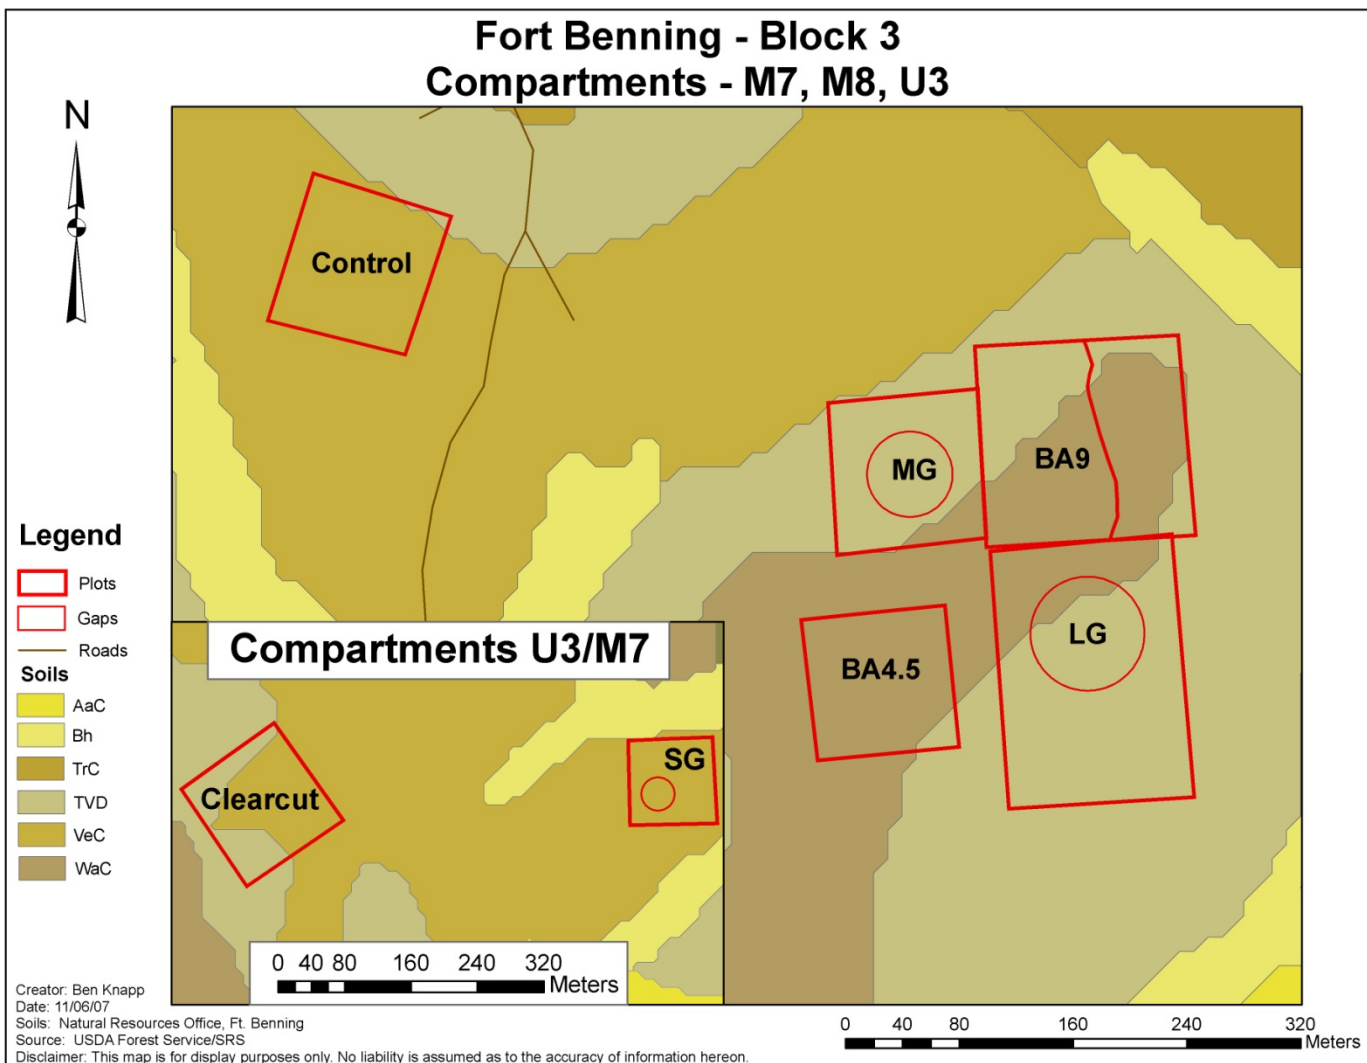 Fort Benning - Block 3
Compartments - M7, M8, U3
N
Control
MG
BA9
LG
BA4.5
Legend
Plots
Gaps
Roads
Soils
AaC
Bh
TrC
TVD
VeC
WaC
Compartments U3/M7
SG
Clearcut
0 40 80 160 240 320
Meters
Creator: Ben Knapp
Date: 11/06/07
Soils: Natural Resources Office, Ft. Benning
Source: USDA Forest Service/SRS
Disclaimer: This map is for display purposes only. No liability is assumed as to the accuracy of information hereon.
0 40 80 160 240 320
Meters